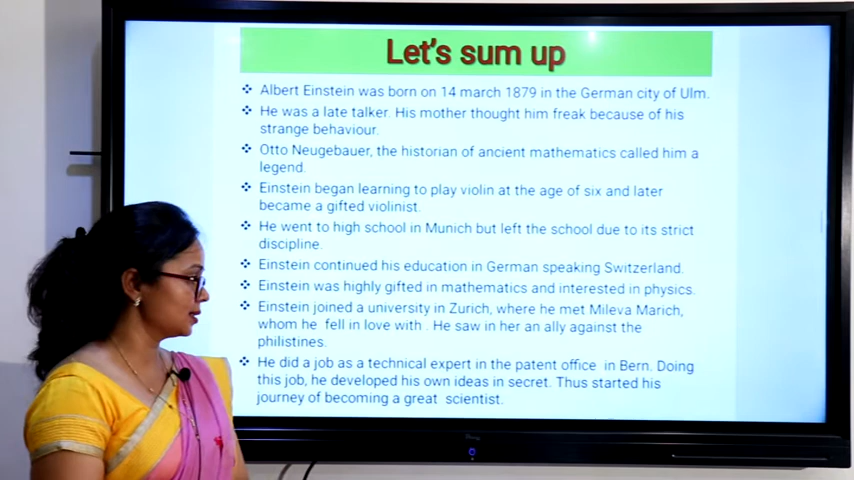 Let's sum up
❖ Albert Einstein was born on 14 march 1879 in the German city of Ulm.
❖ He was a late talker. His mother thought him freak because of his
strange behaviour.
❖ Otto Neugebauer, the historian of ancient mathematics called him a
legend.
❖ Einstein began learning to play violin at the age of six and later
became a gifted violinist.
❖ He went to high school in Munich but left the school due to its strict
discipline.
❖ Einstein continued his education in German speaking Switzerland.
❖ Einstein was highly gifted in mathematics and interested in physics.
❖ Einstein joined a university in Zurich, where he met Mileva Marich,
whom he fell in love with . He saw in her an ally against the
philistines.
❖ He did a job as a technical expert in the patent office in Bern. Doing
this job, he developed his own ideas in secret. Thus started his
journey of becoming a great scientist.